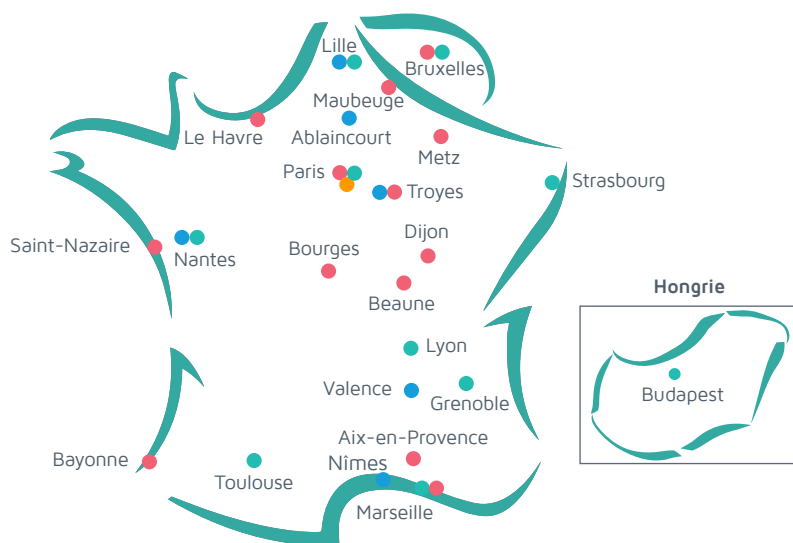 Lille
Bruxelles
Maubeuge
Le Havre
Ablaincourt
Metz
Paris
Troyes
Strasbourg
Saint-Nazaire
Nantes
Bourges
Dijon
Beaune
Hongrie
Lyon
Valence
Grenoble
Budapest
Aix-en-Provence
Bayonne
Nîmes
Toulouse
Marseille